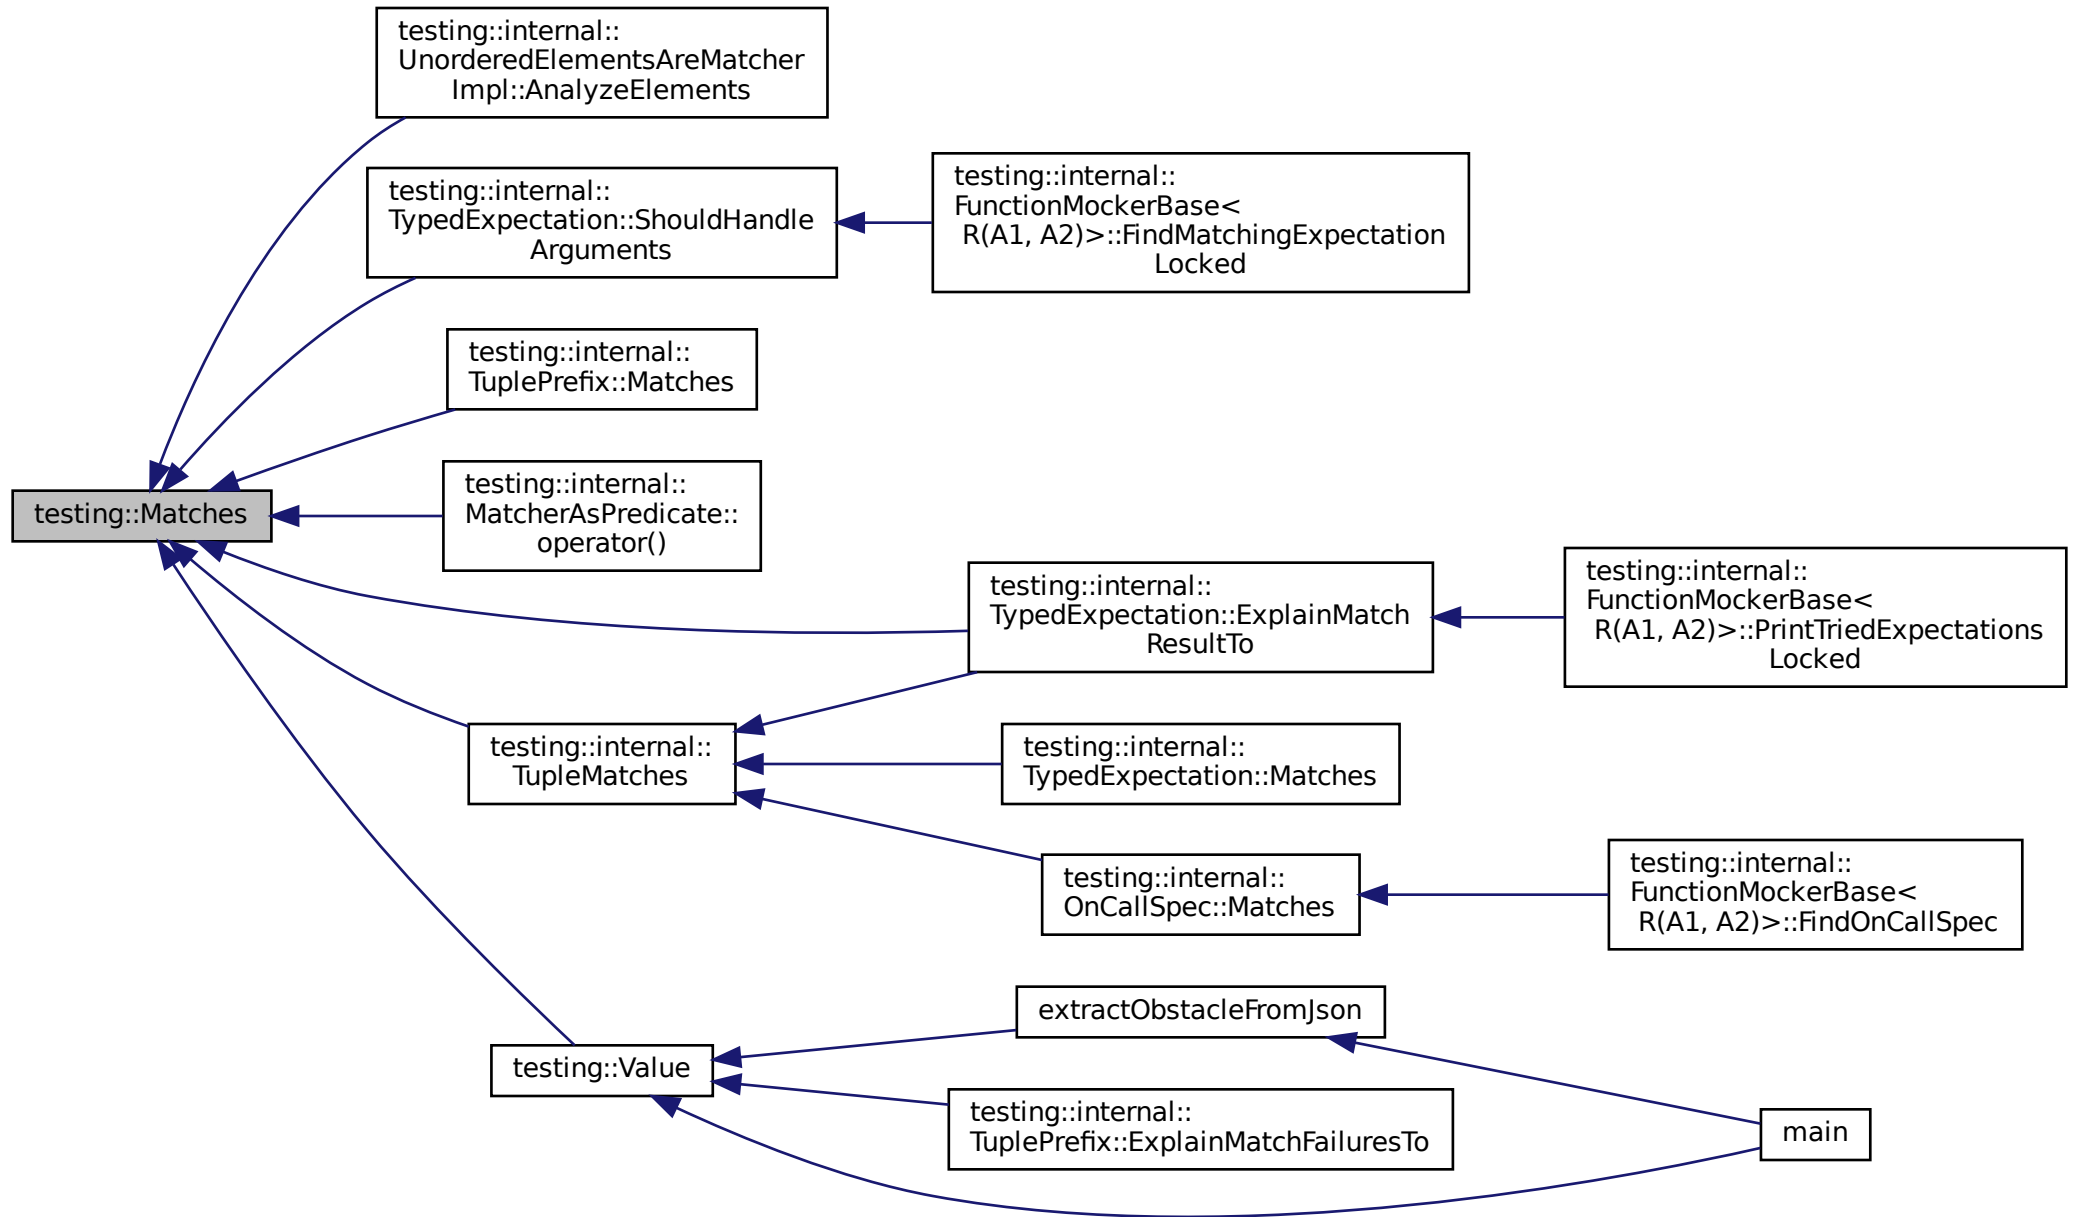 testing::internal::
UnorderedElementsAreMatcher
Impl::AnalyzeElements
testing::internal::
TypedExpectation::ShouldHandle
Arguments
testing::internal::
FunctionMockerBase<
R(A1, A2)>::FindMatchingExpectation
Locked
testing::internal::
TuplePrefix::Matches
testing::Matches
testing::internal::
MatcherAsPredicate::
operator()
testing::internal::
TypedExpectation::ExplainMatch
ResultTo
testing::internal::
FunctionMockerBase<
R(A1, A2)>::PrintTriedExpectations
Locked
testing::internal::
TupleMatches
testing::internal::
TypedExpectation::Matches
testing::internal::
OnCallSpec::Matches
testing::internal::
FunctionMockerBase<
R(A1, A2)>::FindOnCallSpec
extractObstacleFromJson
testing::Value
testing::internal::
TuplePrefix::ExplainMatchFailuresTo
main